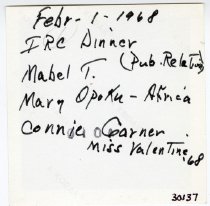 Febr-1-1968
IRC Dinner
Mabel T. (Pub. Relations)
Mary Opoku-Africa
Connie Garner
Miss Valentine '68
30137